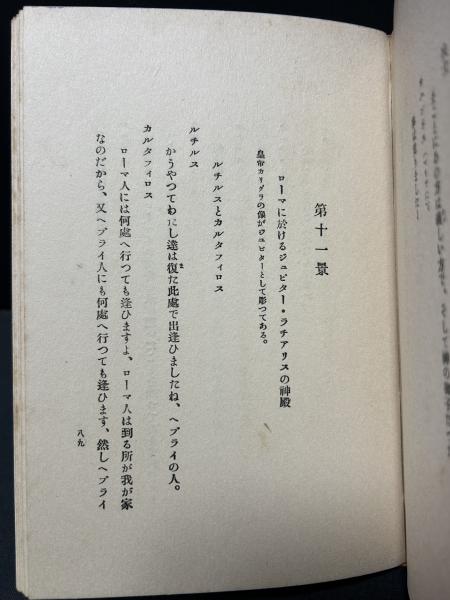 第十一景
ローマに於けるジュピター・ラチアリスの神殿
皇帝カリグラの像がジュピターとして彫つてある。
ルチルスとカルタフィロス
ルチルス
かうやつてわたし達は復た此處で出逢ひましたね、ヘブライの人。
カルタフィロス
ローマ人には何處へ行つても逢ひますよ、ローマ人は到る所が我が家
なのだから、又ヘブライ人にも何處へ行つても逢ひます、然しヘブライ
八九